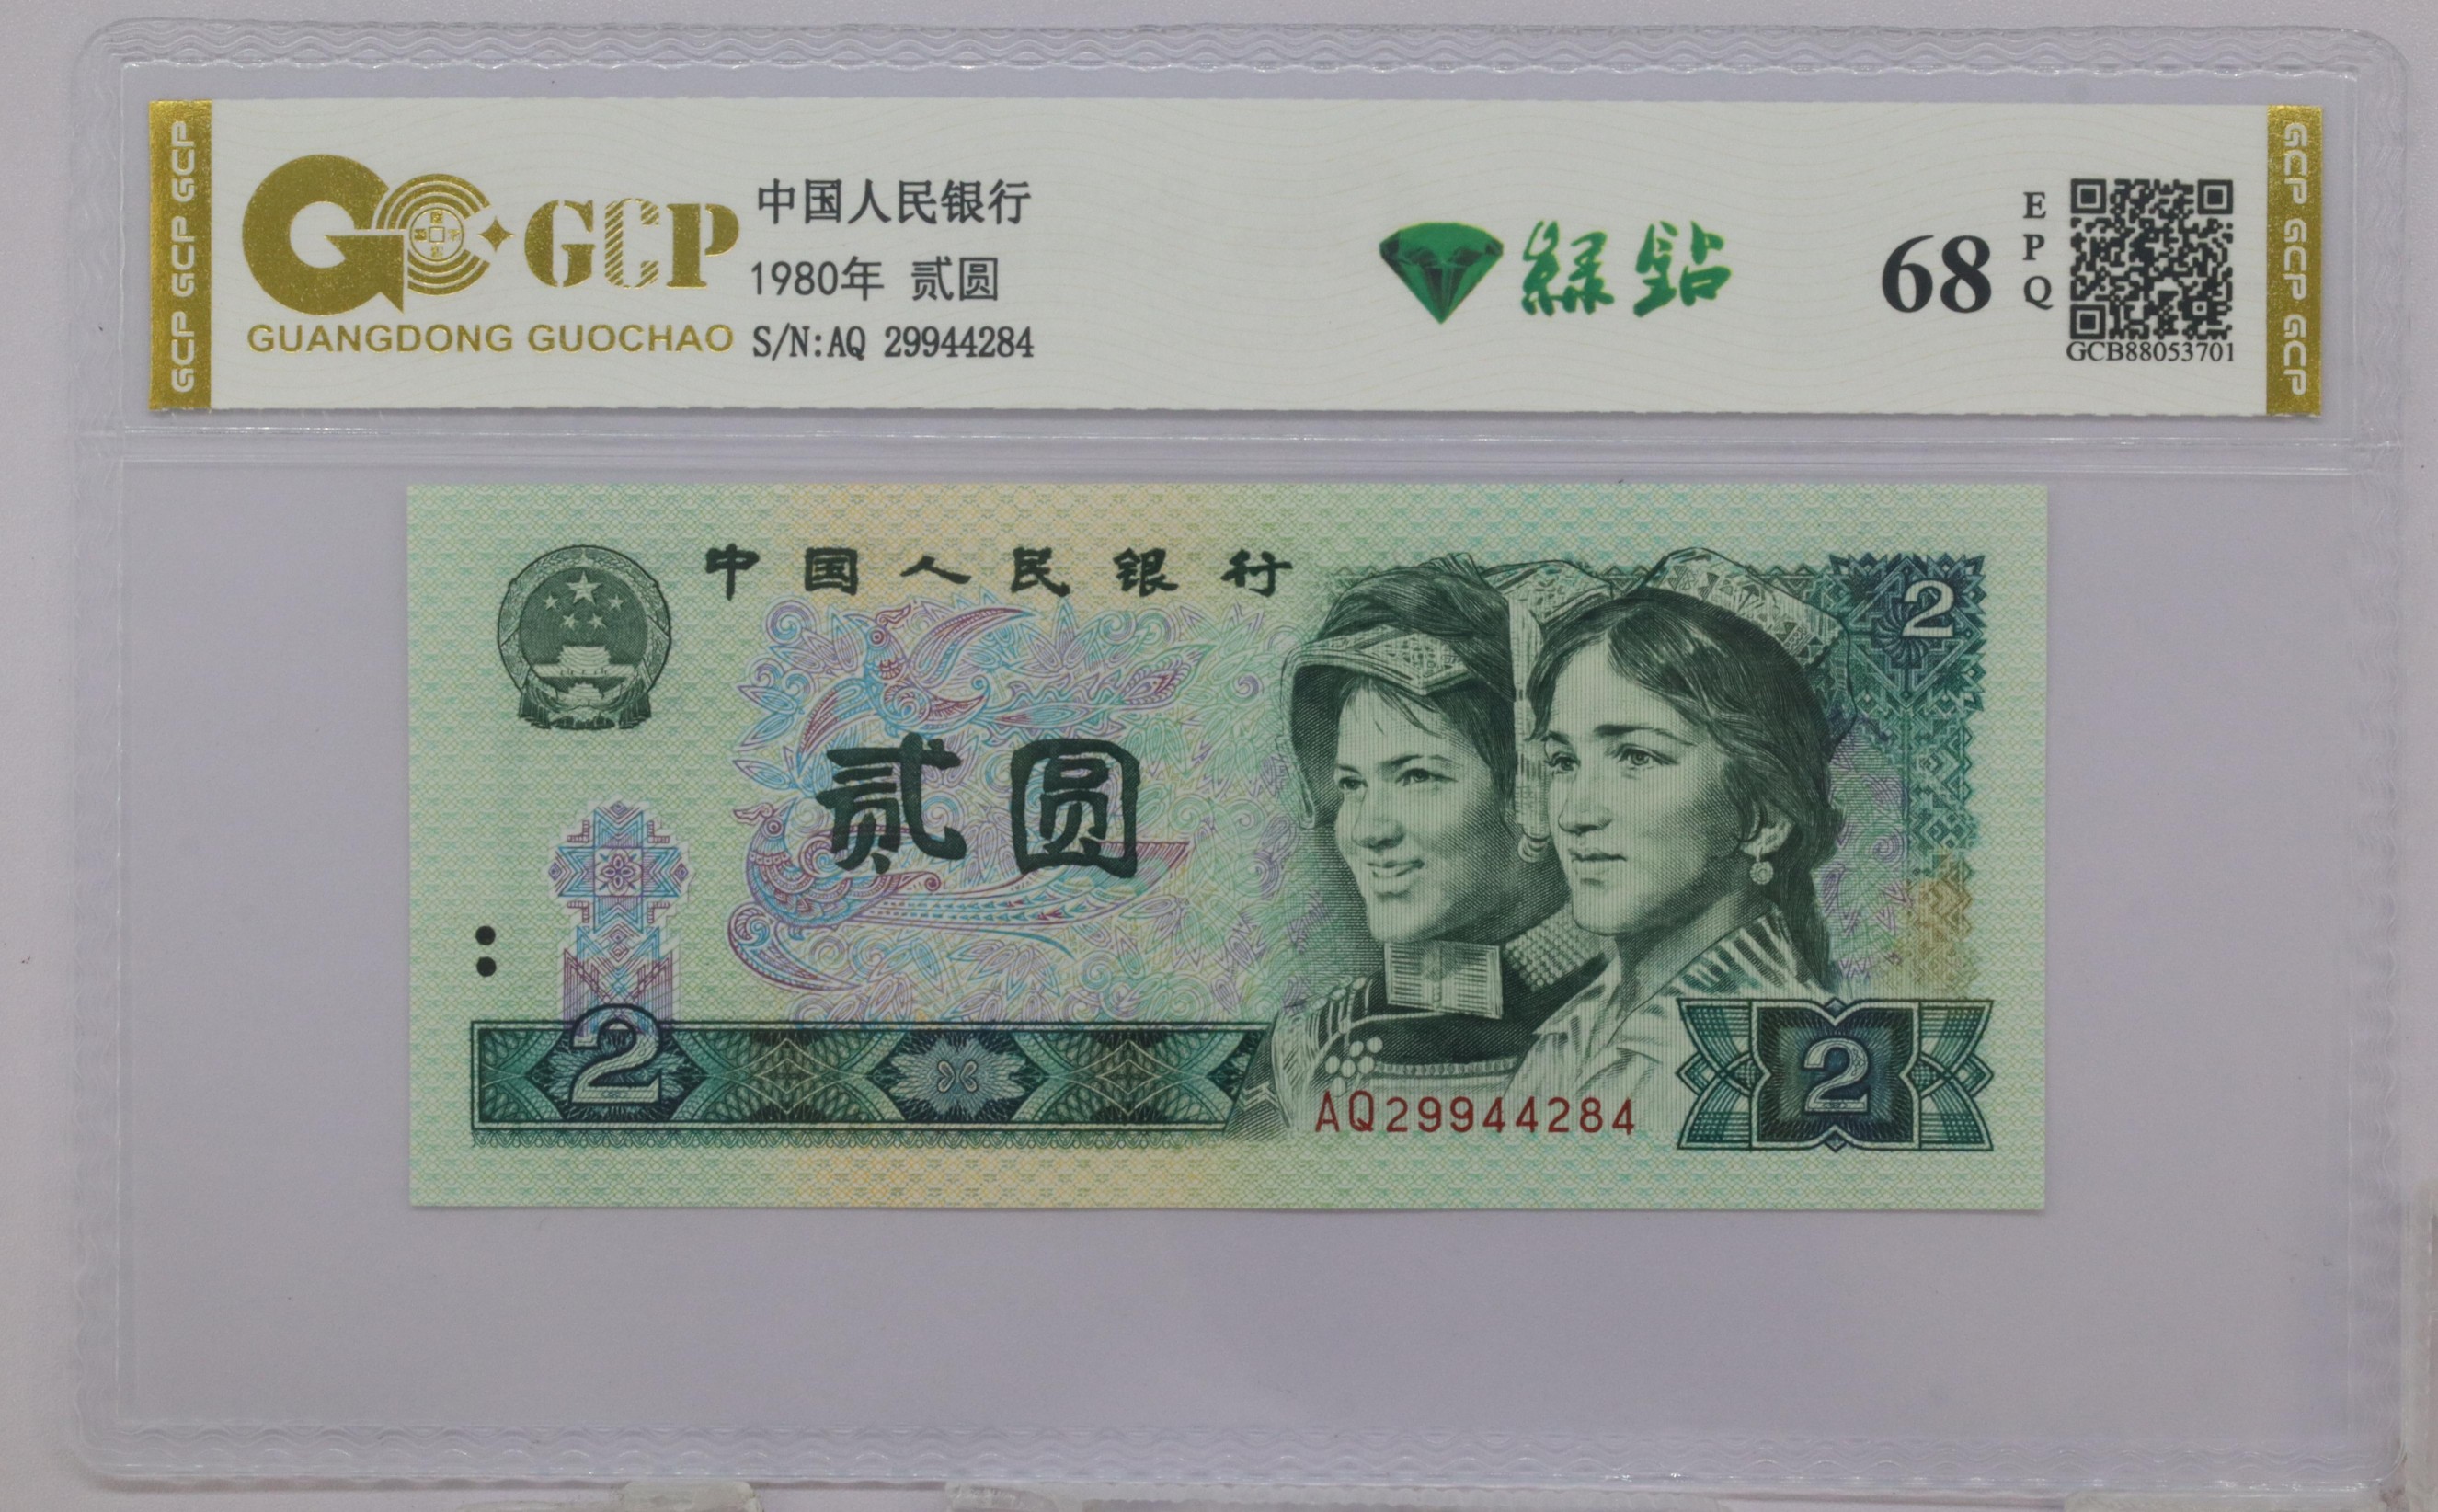 GCP GCP GCP
GCP
GUANGDONG GUOCHAO
中国人民银行
1980年 贰圆
S/N:AQ 29944284
綠鉆
68
E
P
Q
GCB88053701
GCP GCP GCP
中国人民银行
2
贰圆
2
AQ29944284
2